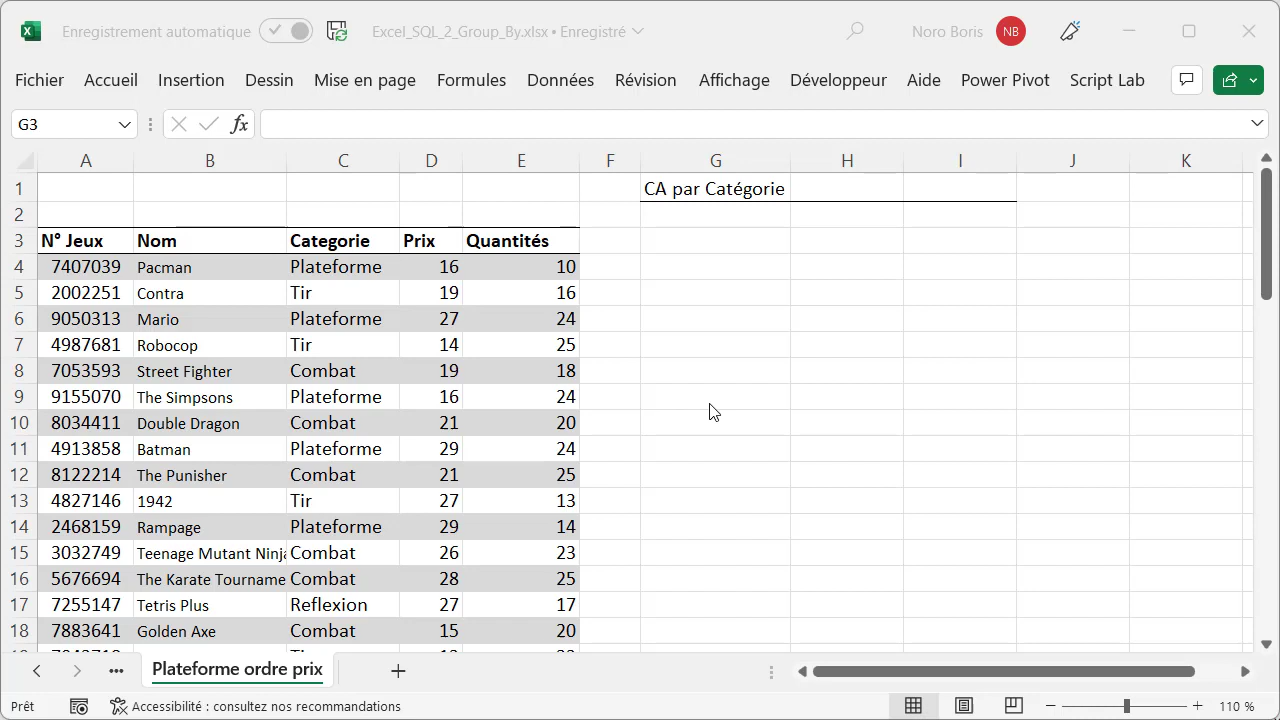 Enregistrement automatique Excel_SQL_2_Group_By.xlsx • Enregistré Noro Boris NB
Fichier Accueil Insertion Dessin Mise en page Formules Données Révision Affichage Développeur Aide Power Pivot Script Lab
G3 fx
A B C D E F G H I J K
1 CA par Catégorie
2
3 N° Jeux Nom Categorie Prix Quantités
4 7407039 Pacman Plateforme 16 10
5 2002251 Contra Tir 19 16
6 9050313 Mario Plateforme 27 24
7 4987681 Robocop Tir 14 25
8 7053593 Street Fighter Combat 19 18
9 9155070 The Simpsons Plateforme 16 24
10 8034411 Double Dragon Combat 21 20
11 4913858 Batman Plateforme 29 24
12 8122214 The Punisher Combat 21 25
13 4827146 1942 Tir 27 13
14 2468159 Rampage Plateforme 29 14
15 3032749 Teenage Mutant Ninja Combat 26 23
16 5676694 The Karate Tourname Combat 28 25
17 7255147 Tetris Plus Reflexion 27 17
18 7883641 Golden Axe Combat 15 20
Plateforme ordre prix
Prêt Accessibilité : consultez nos recommandations 110 %